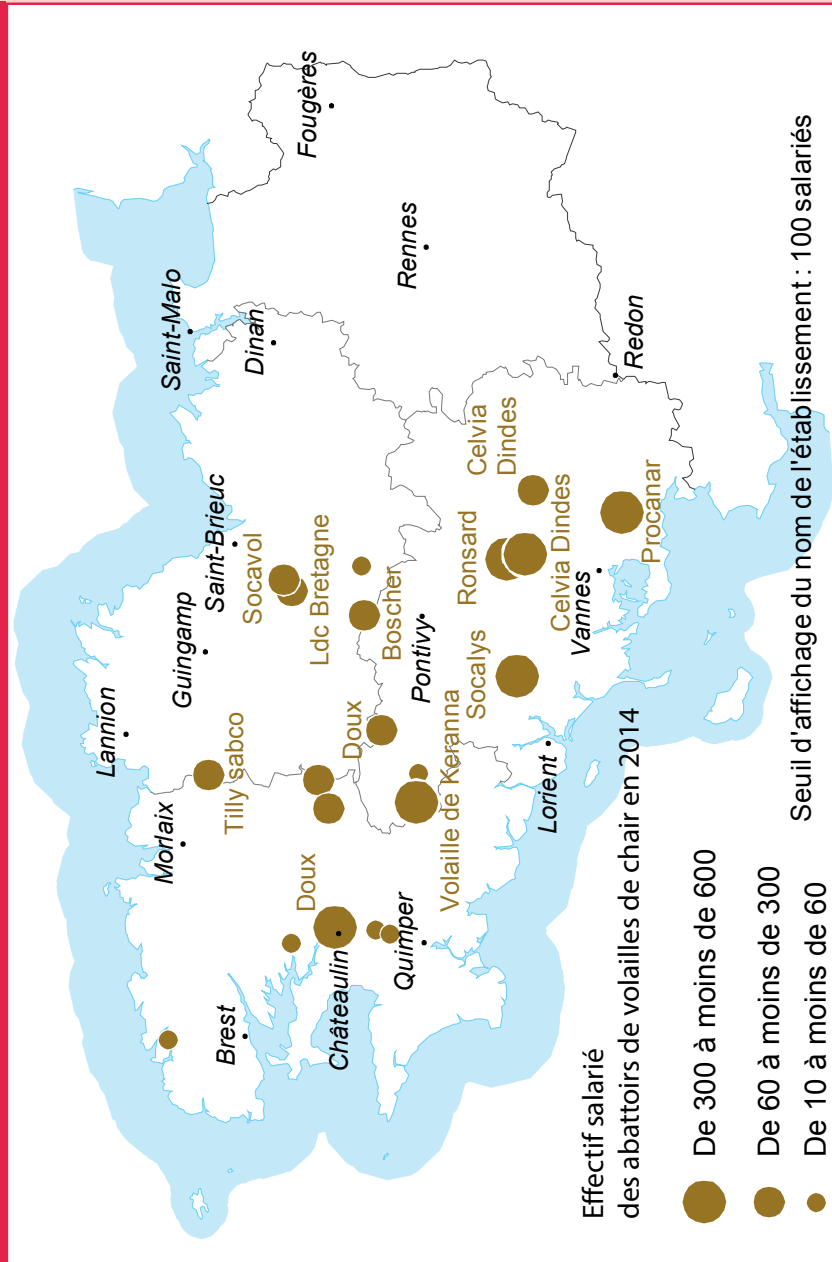 Lannion
Morlaix
Guingamp
Saint-Malo
Saint-Brieuc
Dinan
Fougères
Brest
Tilly sabco
Socavol
Ldc Bretagne
Doux
Châteaulin
Doux
Boscher
Rennes
Quimper
Pontivy
Volaille de Keranna
Socalys
Ronsard
Celvia
Dindes
Celvia Dindes
Lorient
Vannes
Redon
Procanar
Effectif salarié
des abattoirs de volailles de chair en 2014
De 300 à moins de 600
De 60 à moins de 300
De 10 à moins de 60
Seuil d'affichage du nom de l'établissement : 100 salariés